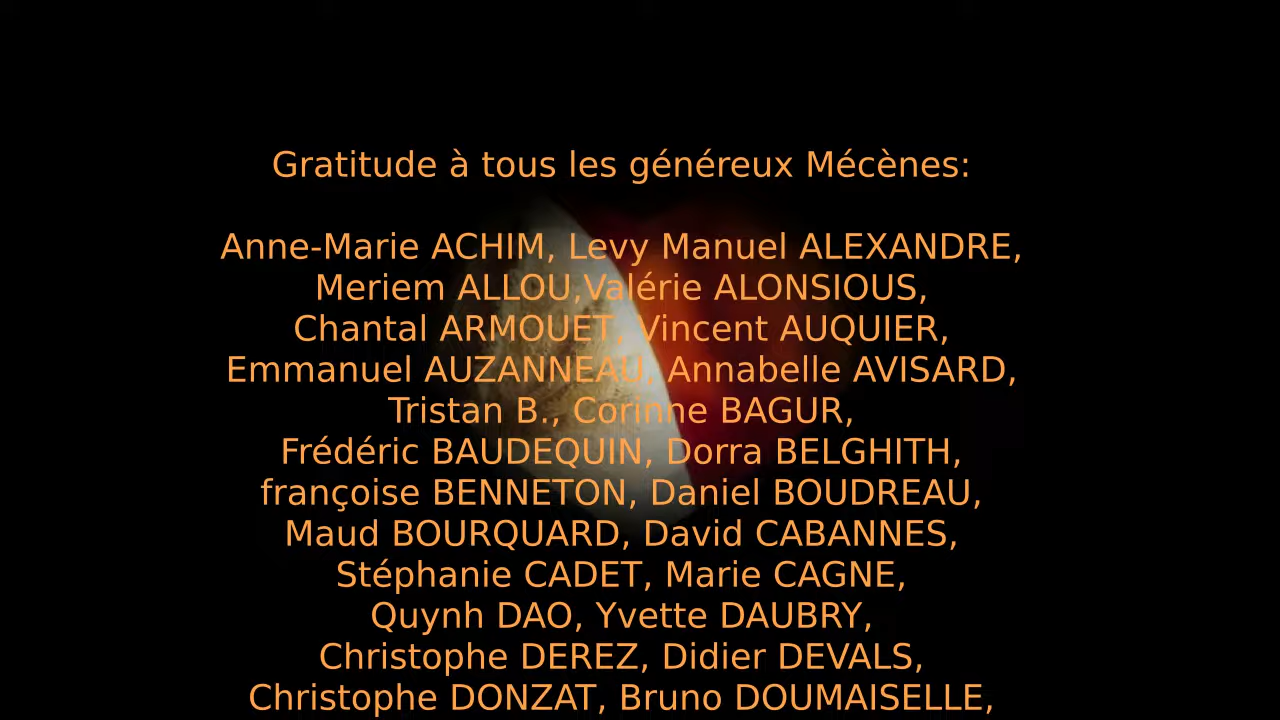 Gratitude à tous les généreux Mécènes:
Anne-Marie ACHIM, Levy Manuel ALEXANDRE,
Meriem ALLOU,Valérie ALONSIOUS,
Chantal ARMOUET, Vincent AUQUIER,
Emmanuel AUZANNEAU, Annabelle AVISARD,
Tristan B., Corinne BAGUR,
Frédéric BAUDEQUIN, Dorra BELGHITH,
françoise BENNETON, Daniel BOUDREAU,
Maud BOURQUARD, David CABANNES,
Stéphanie CADET, Marie CAGNE,
Quynh DAO, Yvette DAUBRY,
Christophe DEREZ, Didier DEVALS,
Christophe DONZAT, Bruno DOUMAISELLE,